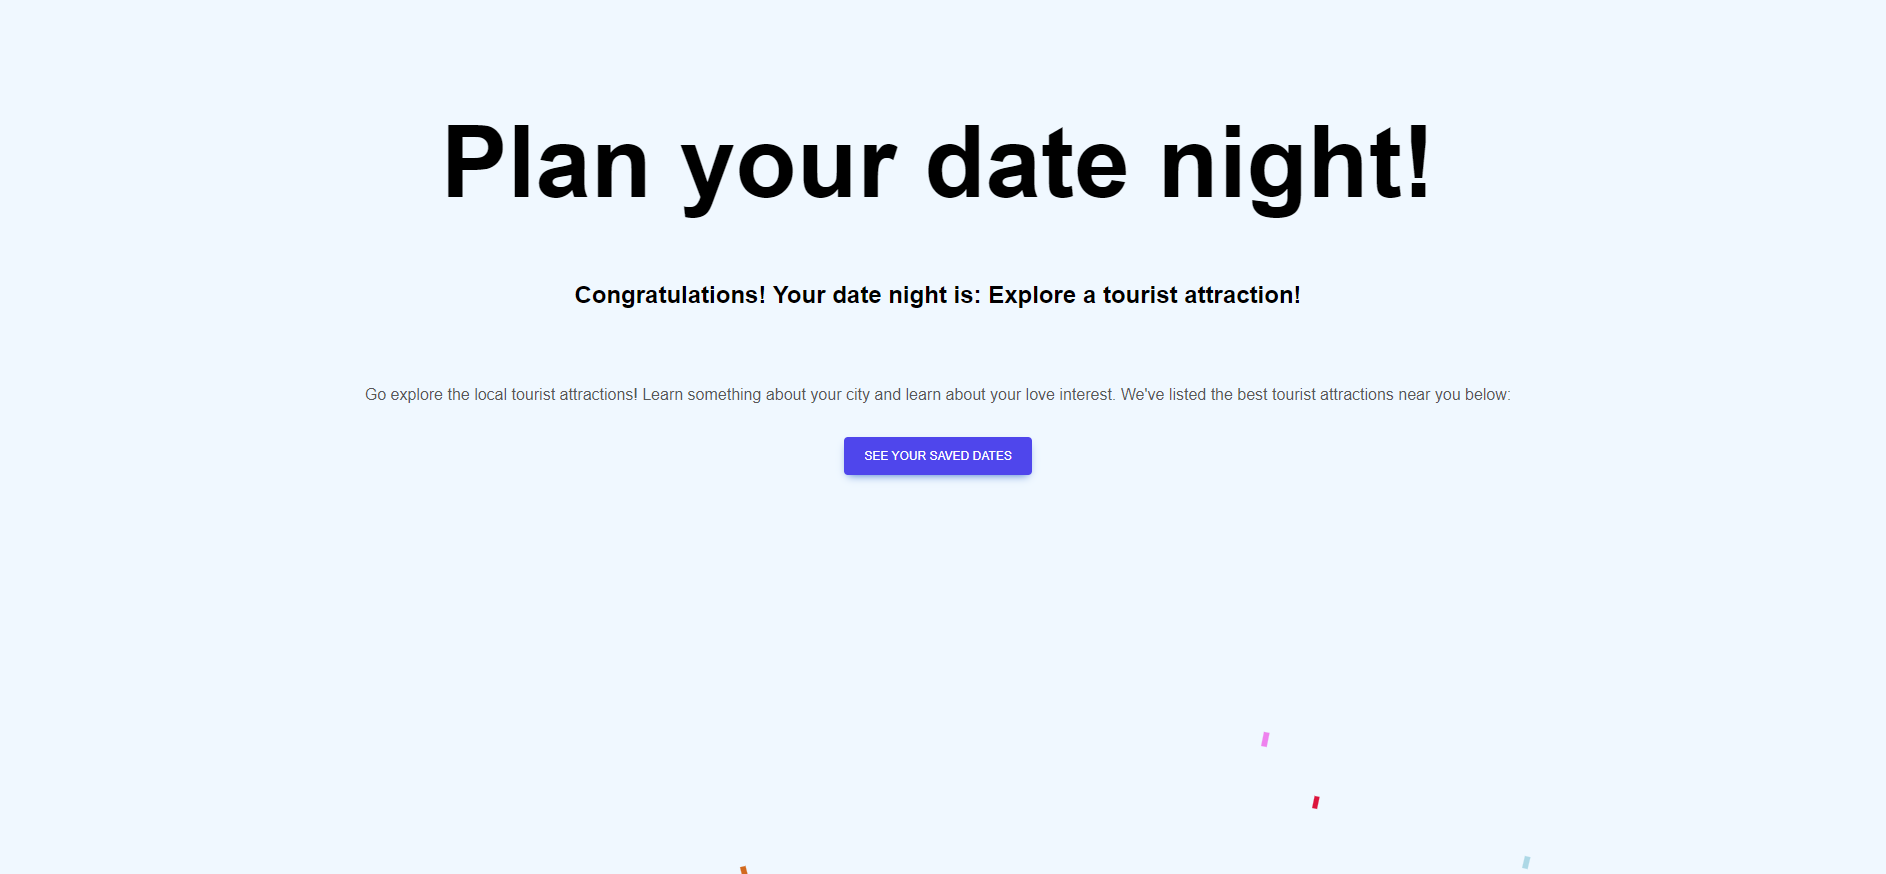 Plan your date night!
Congratulations! Your date night is: Explore a tourist attraction!
Go explore the local tourist attractions! Learn something about your city and learn about your love interest. We've listed the best tourist attractions near you below:
SEE YOUR SAVED DATES